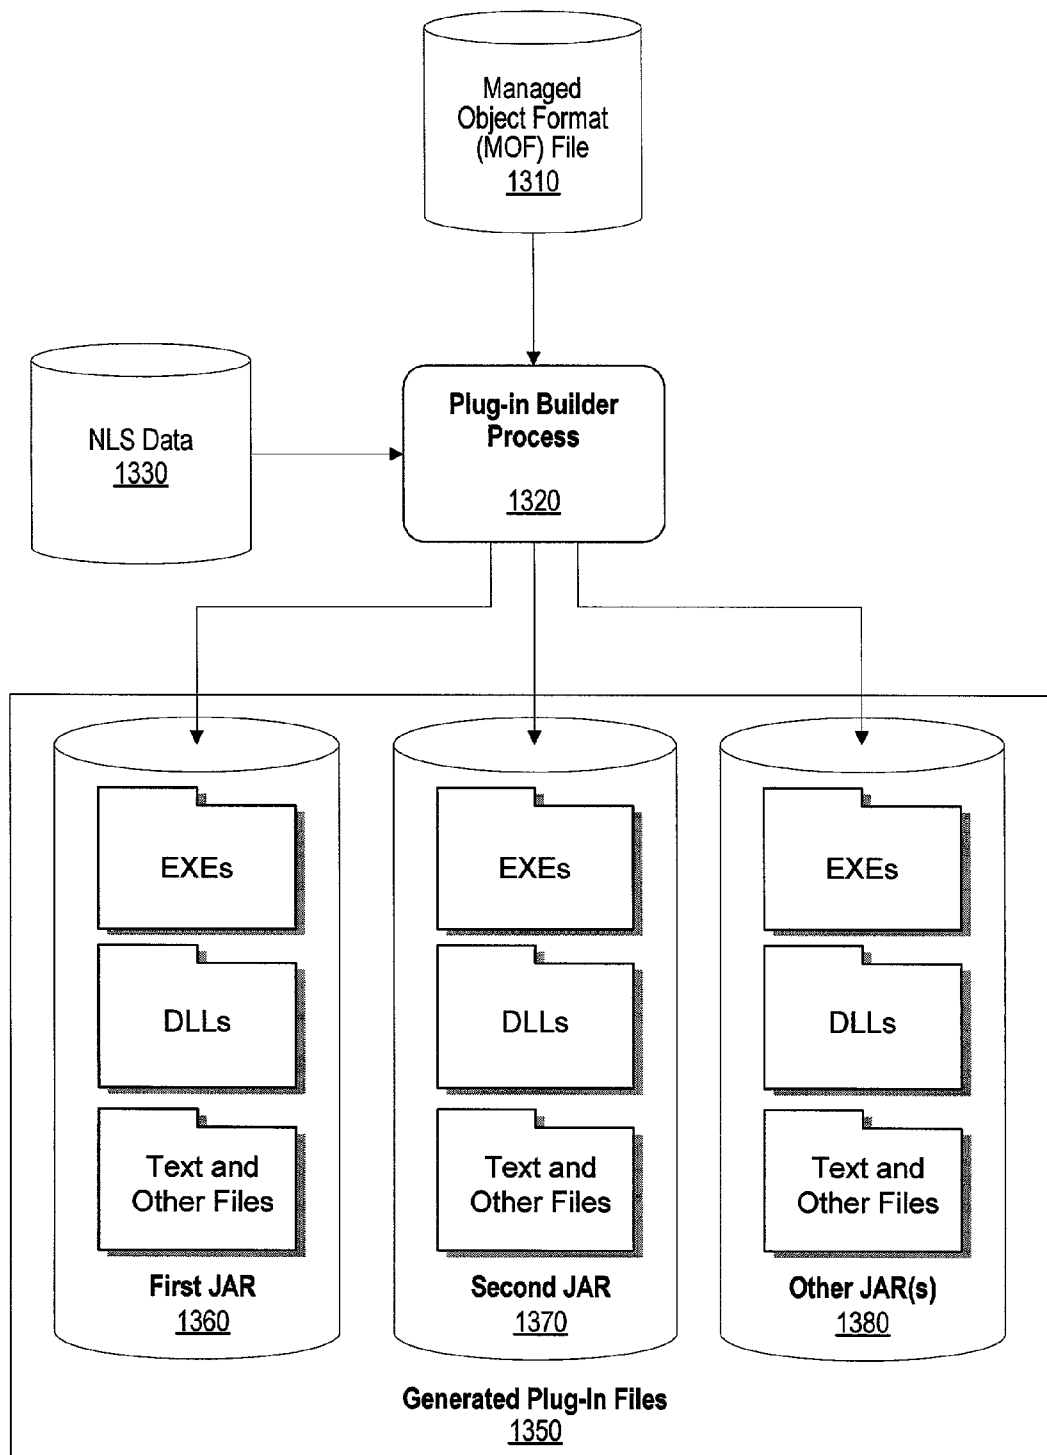 Managed
Object Format
(MOF) File
1310
Plug-in Builder
Process
1320
NLS Data
1330
EXEs
DLLs
Text and
Other Files
First JAR
1360
EXEs
DLLs
Text and
Other Files
Second JAR
1370
EXEs
DLLs
Text and
Other Files
Other JAR(s)
1380
Generated Plug-In Files
1350